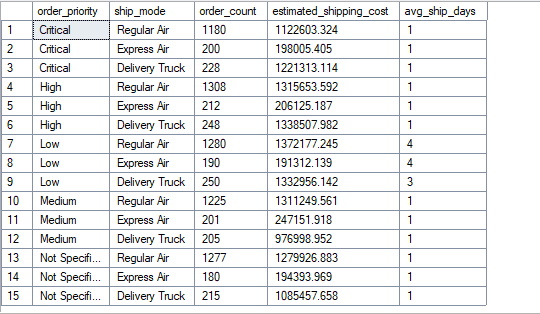 order_priority ship_mode order_count estimated_shipping_cost avg_ship_days
1 Critical Regular Air 1180 1122603.324 1
2 Critical Express Air 200 198005.405 1
3 Critical Delivery Truck 228 1221313.114 1
4 High Regular Air 1308 1315653.592 1
5 High Express Air 212 206125.187 1
6 High Delivery Truck 248 1338507.982 1
7 Low Regular Air 1280 1372177.245 4
8 Low Express Air 190 191312.139 4
9 Low Delivery Truck 250 1332956.142 3
10 Medium Regular Air 1225 1311249.561 1
11 Medium Express Air 201 247151.918 1
12 Medium Delivery Truck 205 976998.952 1
13 Not Specifi... Regular Air 1277 1279926.883 1
14 Not Specifi... Express Air 180 194393.969 1
15 Not Specifi... Delivery Truck 215 1085457.658 1